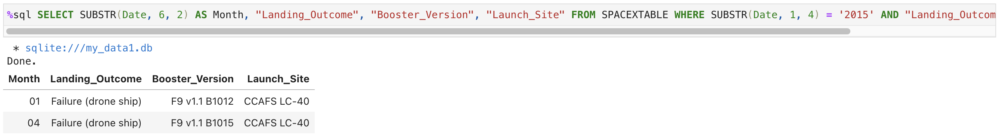 %sql SELECT SUBSTR(Date, 6, 2) AS Month, "Landing_Outcome", "Booster_Version", "Launch_Site" FROM SPACEXTABLE WHERE SUBSTR(Date, 1, 4) = '2015' AND "Landing_Outcom
* sqlite:///my_data1.db
Done.
Month Landing_Outcome Booster_Version Launch_Site
01 Failure (drone ship) F9 v1.1 B1012 CCAFS LC-40
04 Failure (drone ship) F9 v1.1 B1015 CCAFS LC-40